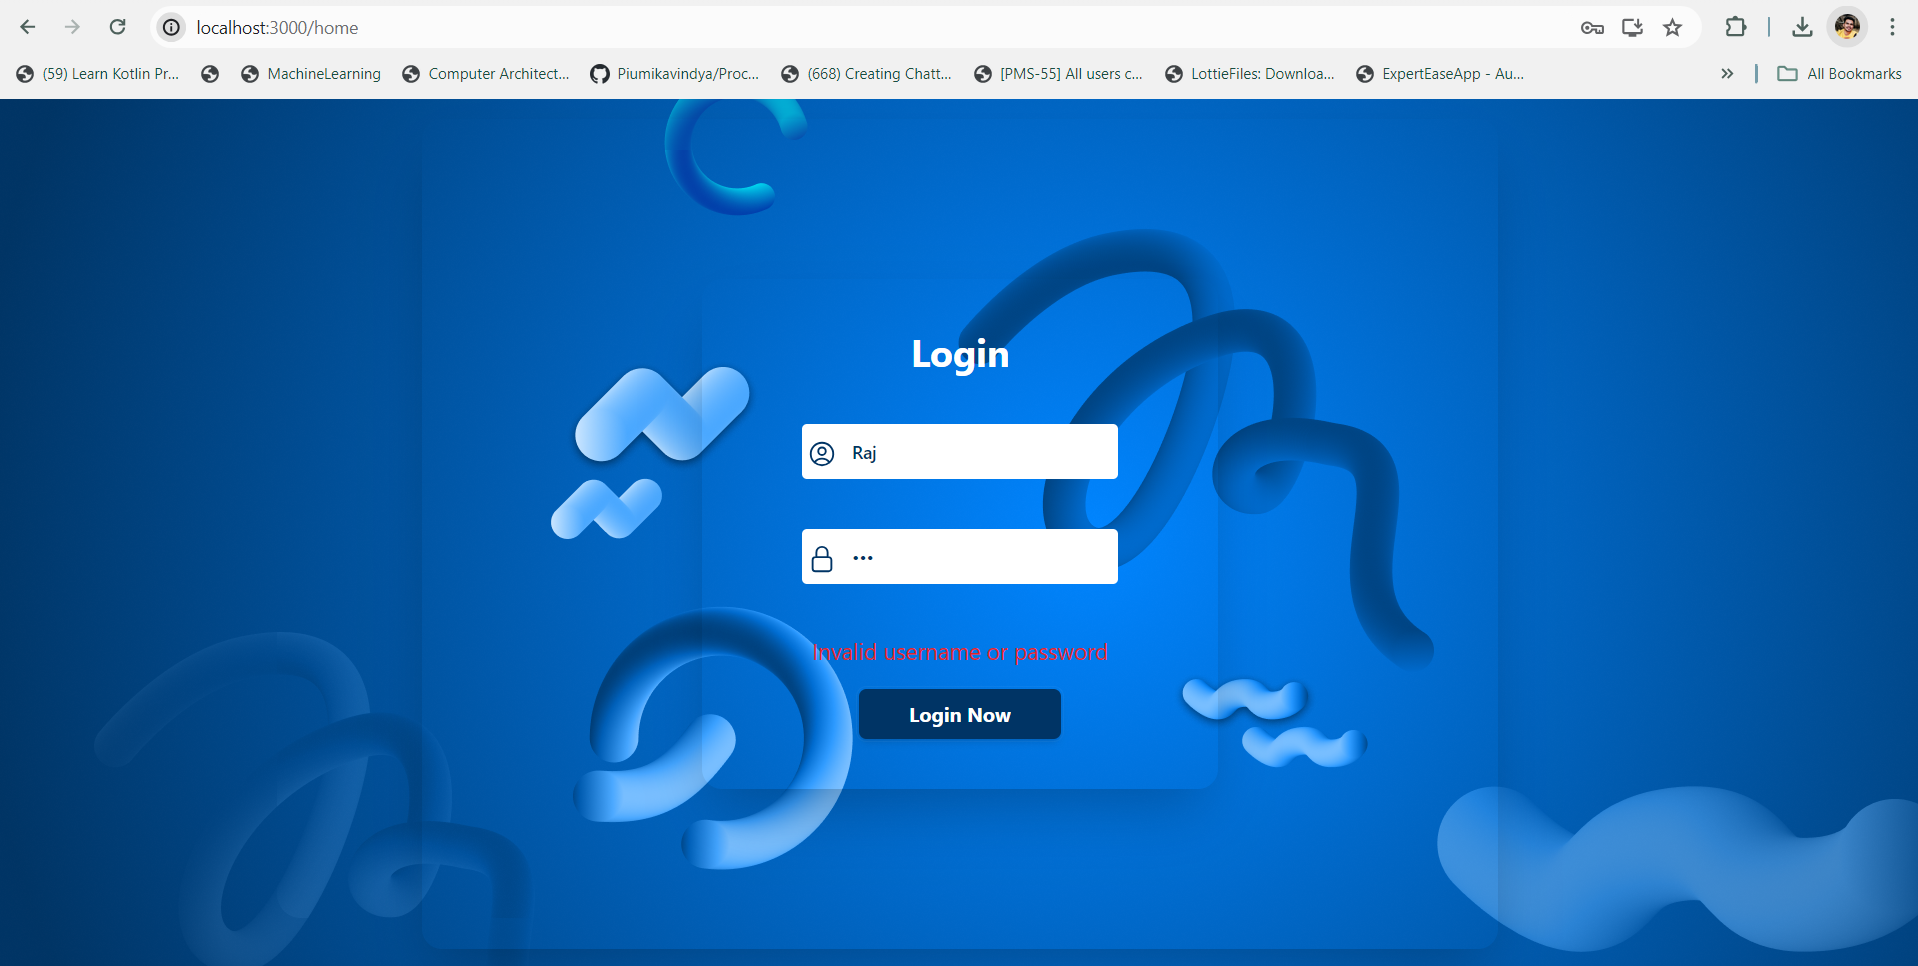 localhost:3000/home
(59) Learn Kotlin Pr... MachineLearning Computer Architect... Piumikavindya/Proc... (668) Creating Chatt... [PMS-55] All users c... LottieFiles: Downloa... ExpertEaseApp - Au... » All Bookmarks
Login
Raj
•••
Invalid username or password
Login Now